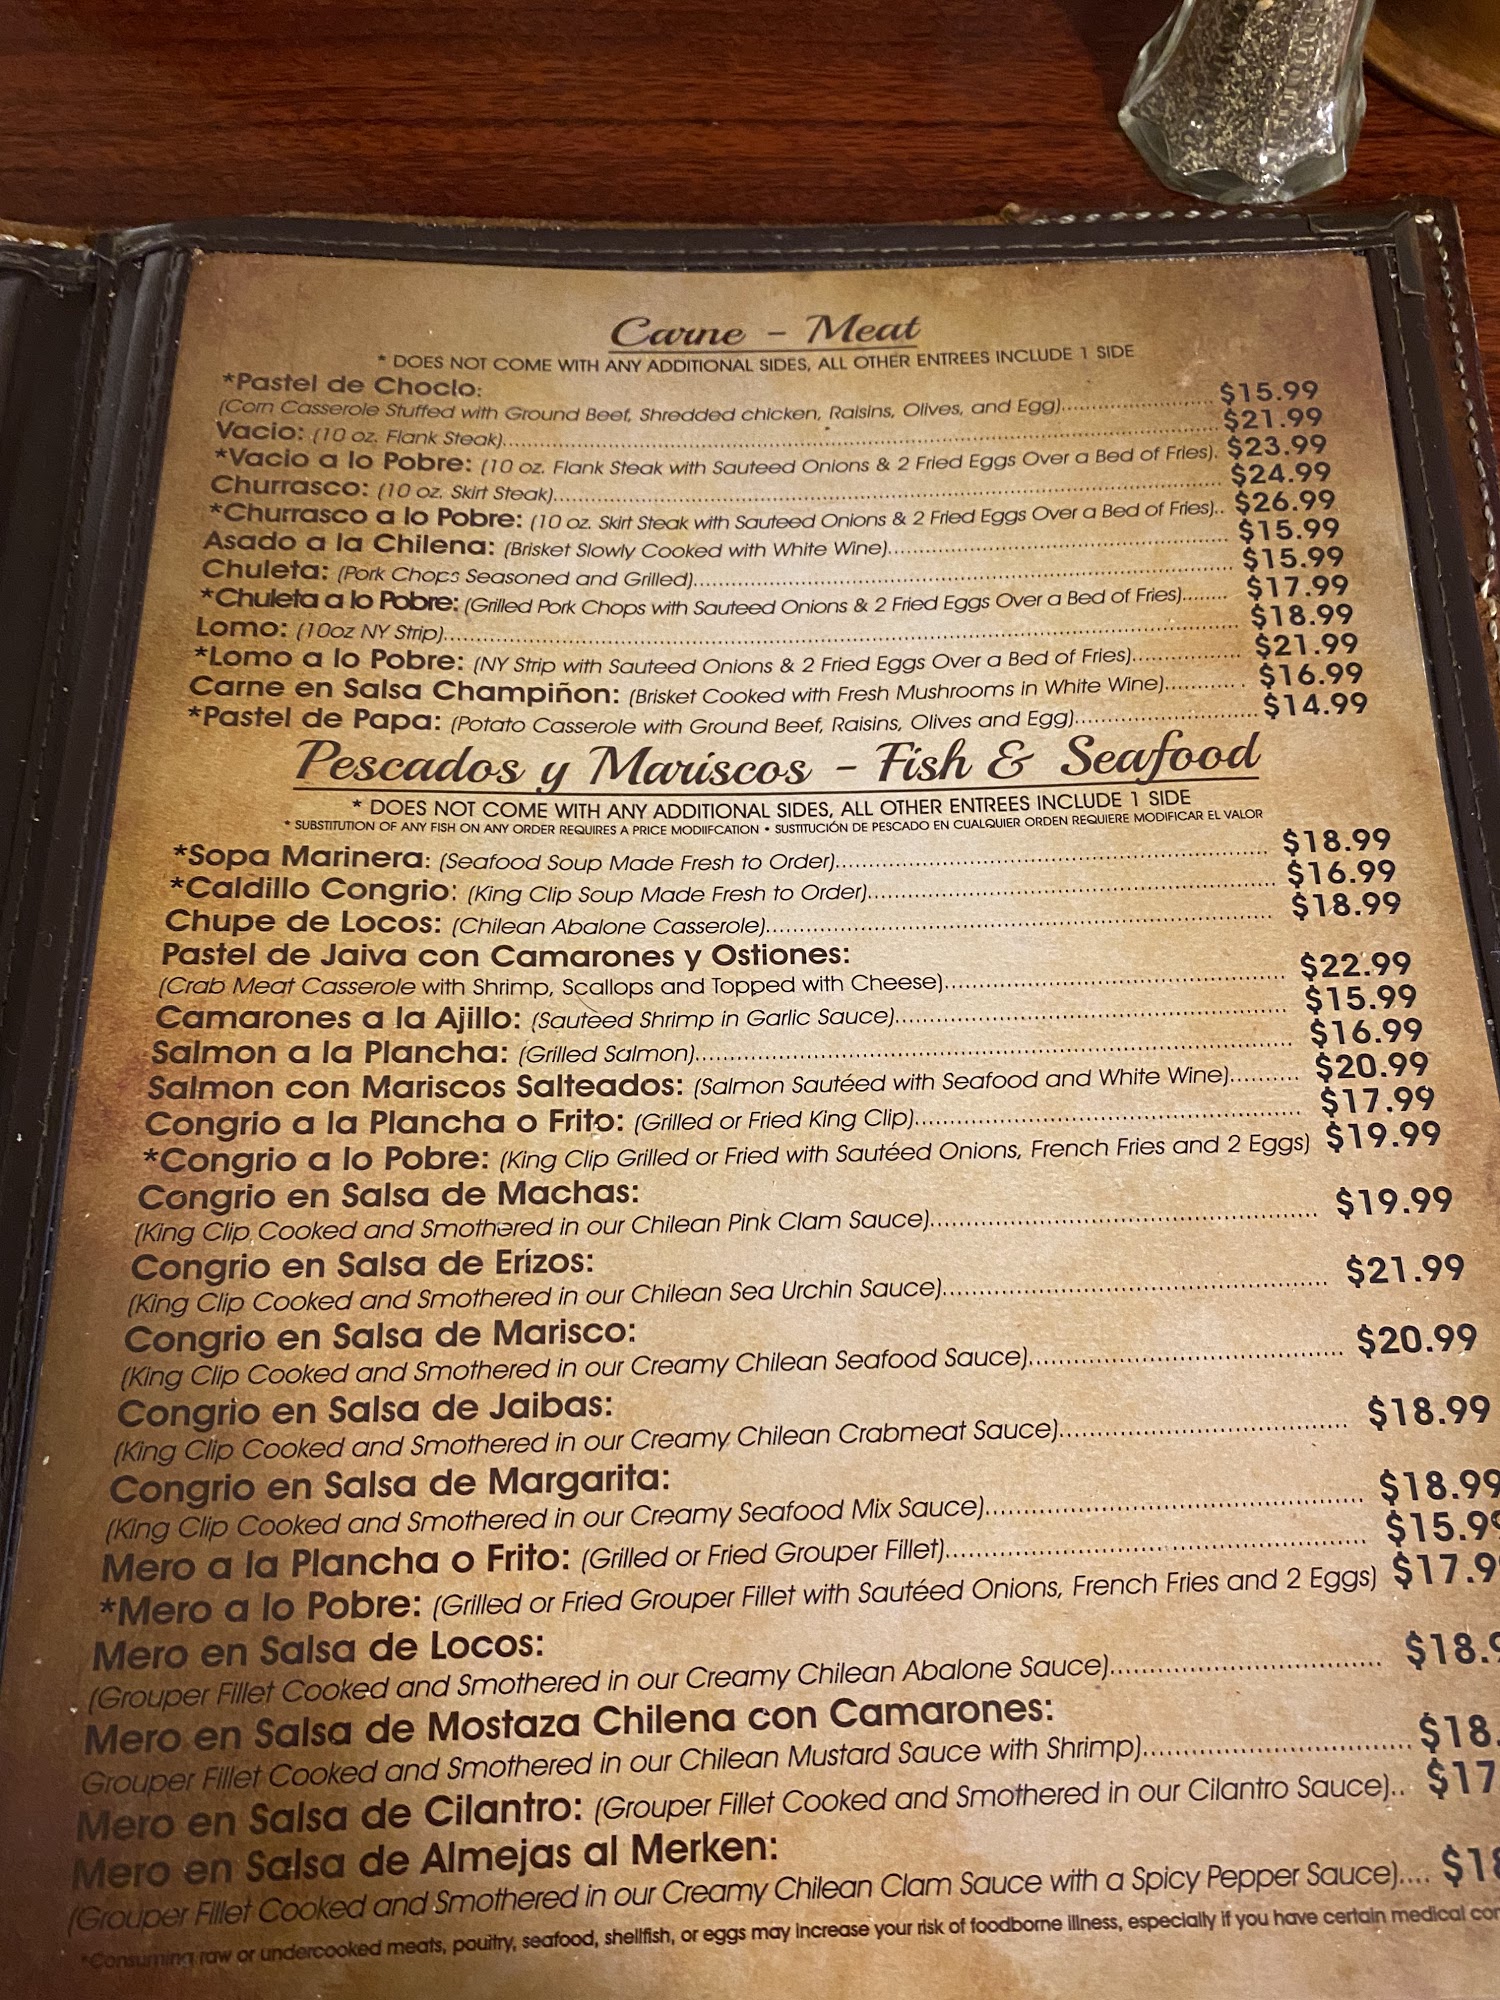 Carne - Meat
* DOES NOT COME WITH ANY ADDITIONAL SIDES, ALL OTHER ENTREES INCLUDE 1 SIDE
*Pastel de Choclo:
(Corn Casserole Stuffed with Ground Beef, Shredded chicken, Raisins, Olives, and Egg)........................ $15.99
Vacio: (10 oz. Flank Steak)........................ $21.99
*Vacio a lo Pobre: (10 oz. Flank Steak with Sauteed Onions & 2 Fried Eggs Over a Bed of Fries). $23.99
Churrasco: (10 oz. Skirt Steak)........................ $24.99
*Churrasco a lo Pobre: (10 oz. Skirt Steak with Sauteed Onions & 2 Fried Eggs Over a Bed of Fries).. $26.99
Asado a la Chilena: (Brisket Slowly Cooked with White Wine)........................ $15.99
Chuleta: (Pork Chops Seasoned and Grilled)........................ $15.99
*Chuleta a lo Pobre: (Grilled Pork Chops with Sauteed Onions & 2 Fried Eggs Over a Bed of Fries)........ $17.99
Lomo: (10oz NY Strip)........................ $18.99
*Lomo a lo Pobre: (NY Strip with Sauteed Onions & 2 Fried Eggs Over a Bed of Fries)................ $21.99
Carne en Salsa Champiñon: (Brisket Cooked with Fresh Mushrooms in White Wine)............ $16.99
*Pastel de Papa: (Potato Casserole with Ground Beef, Raisins, Olives and Egg)........................ $14.99
Pescados y Mariscos - Fish & Seafood
* DOES NOT COME WITH ANY ADDITIONAL SIDES, ALL OTHER ENTREES INCLUDE 1 SIDE
* SUBSTITUTION OF ANY FISH ON ANY ORDER REQUIRES A PRICE MODIIFCATION • SUSTITUCIÓN DE PESCADO EN CUALQUIER ORDEN REQUIERE MODIFICAR EL VALOR
*Sopa Marinera: (Seafood Soup Made Fresh to Order)........................ $18.99
*Caldillo Congrio: (King Clip Soup Made Fresh to Order)........................ $16.99
Chupe de Locos: (Chilean Abalone Casserole)........................ $18.99
Pastel de Jaiva con Camarones y Ostiones:
(Crab Meat Casserole with Shrimp, Scallops and Topped with Cheese)........................ $22.99
Camarones a la Ajillo: (Sauteed Shrimp in Garlic Sauce)........................ $15.99
Salmon a la Plancha: (Grilled Salmon)........................ $16.99
Salmon con Mariscos Salteados: (Salmon Sautéed with Seafood and White Wine).......... $20.99
Congrio a la Plancha o Frito: (Grilled or Fried King Clip)........................ $17.99
*Congrio a lo Pobre: (King Clip Grilled or Fried with Sautéed Onions, French Fries and 2 Eggs) $19.99
Congrio en Salsa de Machas:
(King Clip Cooked and Smothered in our Chilean Pink Clam Sauce)........................ $19.99
Congrio en Salsa de Erízos:
(King Clip Cooked and Smothered in our Chilean Sea Urchin Sauce)........................ $21.99
Congrio en Salsa de Marisco:
(King Clip Cooked and Smothered in our Creamy Chilean Seafood Sauce)........................ $20.99
Congrio en Salsa de Jaibas:
(King Clip Cooked and Smothered in our Creamy Chilean Crabmeat Sauce)........................ $18.99
Congrio en Salsa de Margarita:
(King Clip Cooked and Smothered in our Creamy Seafood Mix Sauce)........................ $18.99
Mero a la Plancha o Frito: (Grilled or Fried Grouper Fillet)........................ $15.99
*Mero a lo Pobre: (Grilled or Fried Grouper Fillet with Sautéed Onions, French Fries and 2 Eggs) $17.9
Mero en Salsa de Locos:
(Grouper Fillet Cooked and Smothered in our Creamy Chilean Abalone Sauce)........................ $18.
Mero en Salsa de Mostaza Chilena con Camarones:
Grouper Fillet Cooked and Smothered in our Chilean Mustard Sauce with Shrimp)........................ $18.
Mero en Salsa de Cilantro: (Grouper Fillet Cooked and Smothered in our Cilantro Sauce).. $17
Mero en Salsa de Almejas al Merken:
(Grouper Fillet Cooked and Smothered in our Creamy Chilean Clam Sauce with a Spicy Pepper Sauce).... $18
*Consuming raw or undercooked meats, poultry, seafood, shellfish, or eggs may increase your risk of foodborne illness, especially if you have certain medical